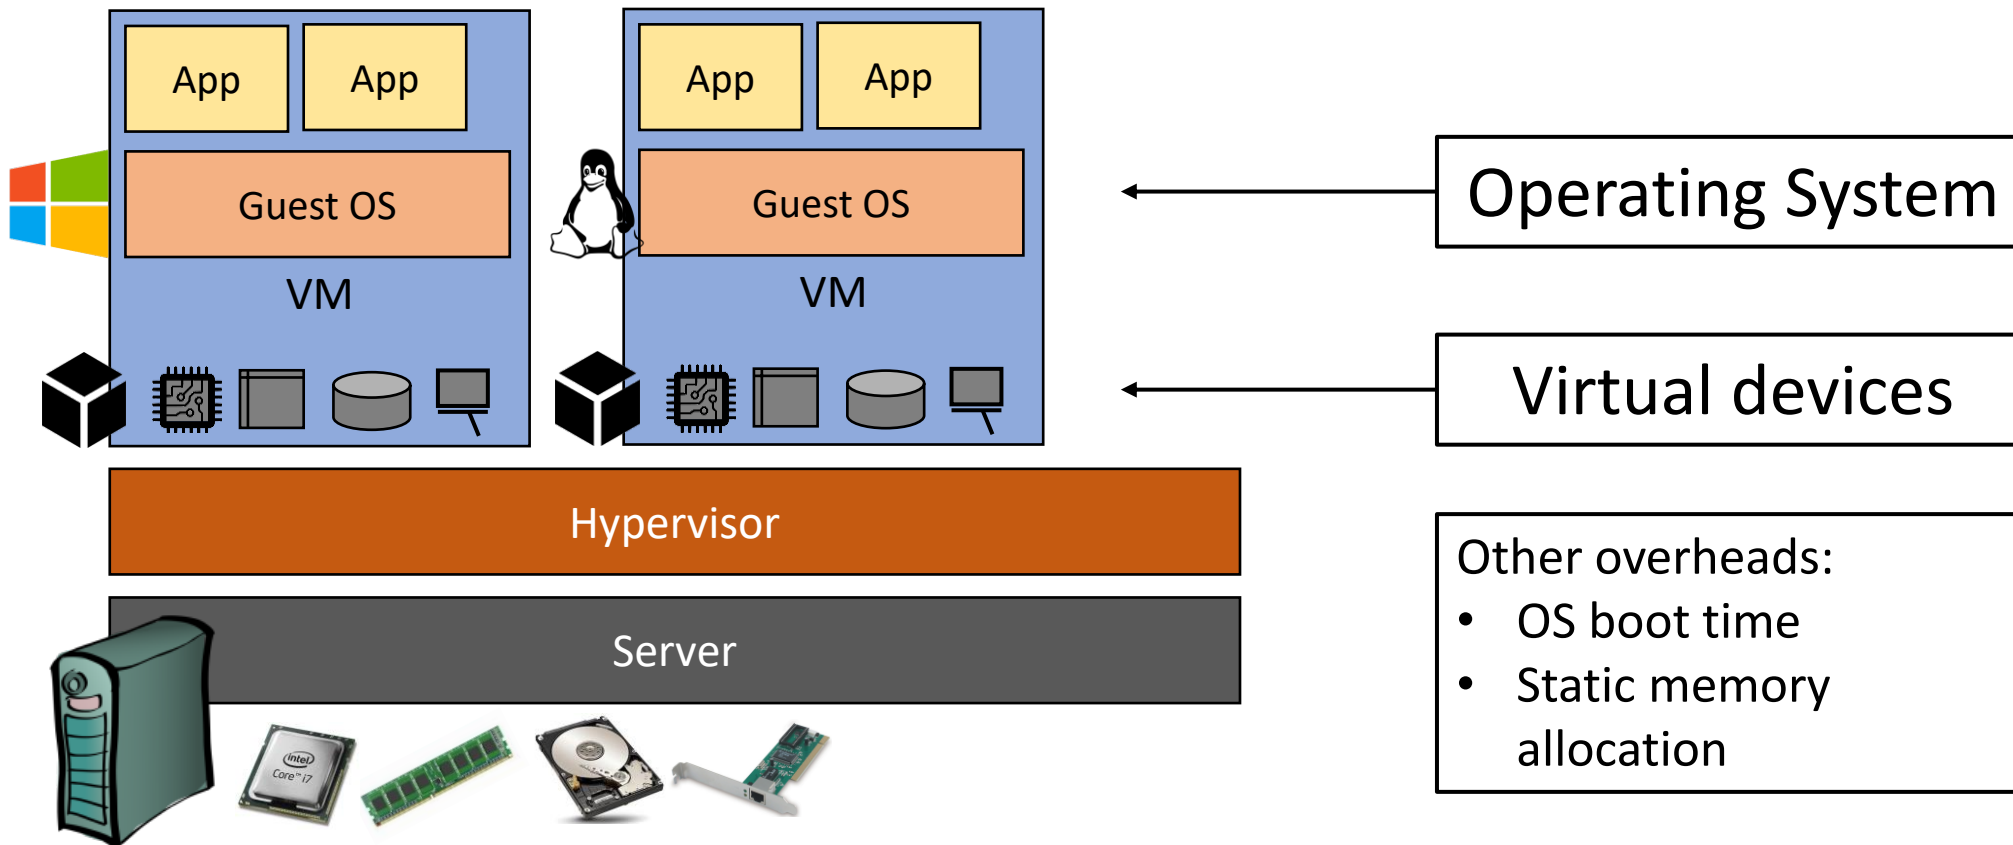 App
App
App
App
Guest OS
Guest OS
Operating System
VM
VM
Virtual devices
Hypervisor
Other overheads:
• OS boot time
• Static memory
allocation
Server
intel
Core™ i7